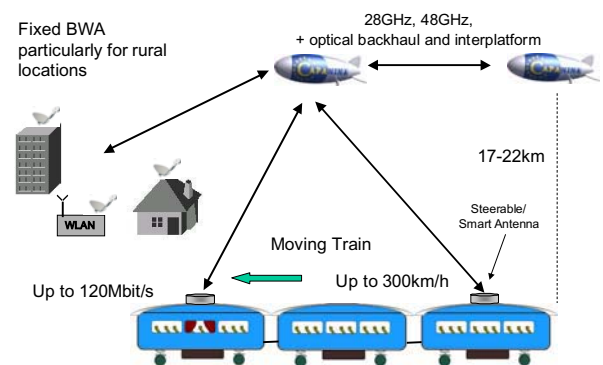 Fixed BWA
particularly for rural
locations
28GHz, 48GHz,
+ optical backhaul and interplatform
CAPANINA
17-22km
WLAN
Steerable/
Smart Antenna
Moving Train
Up to 120Mbit/s
Up to 300km/h